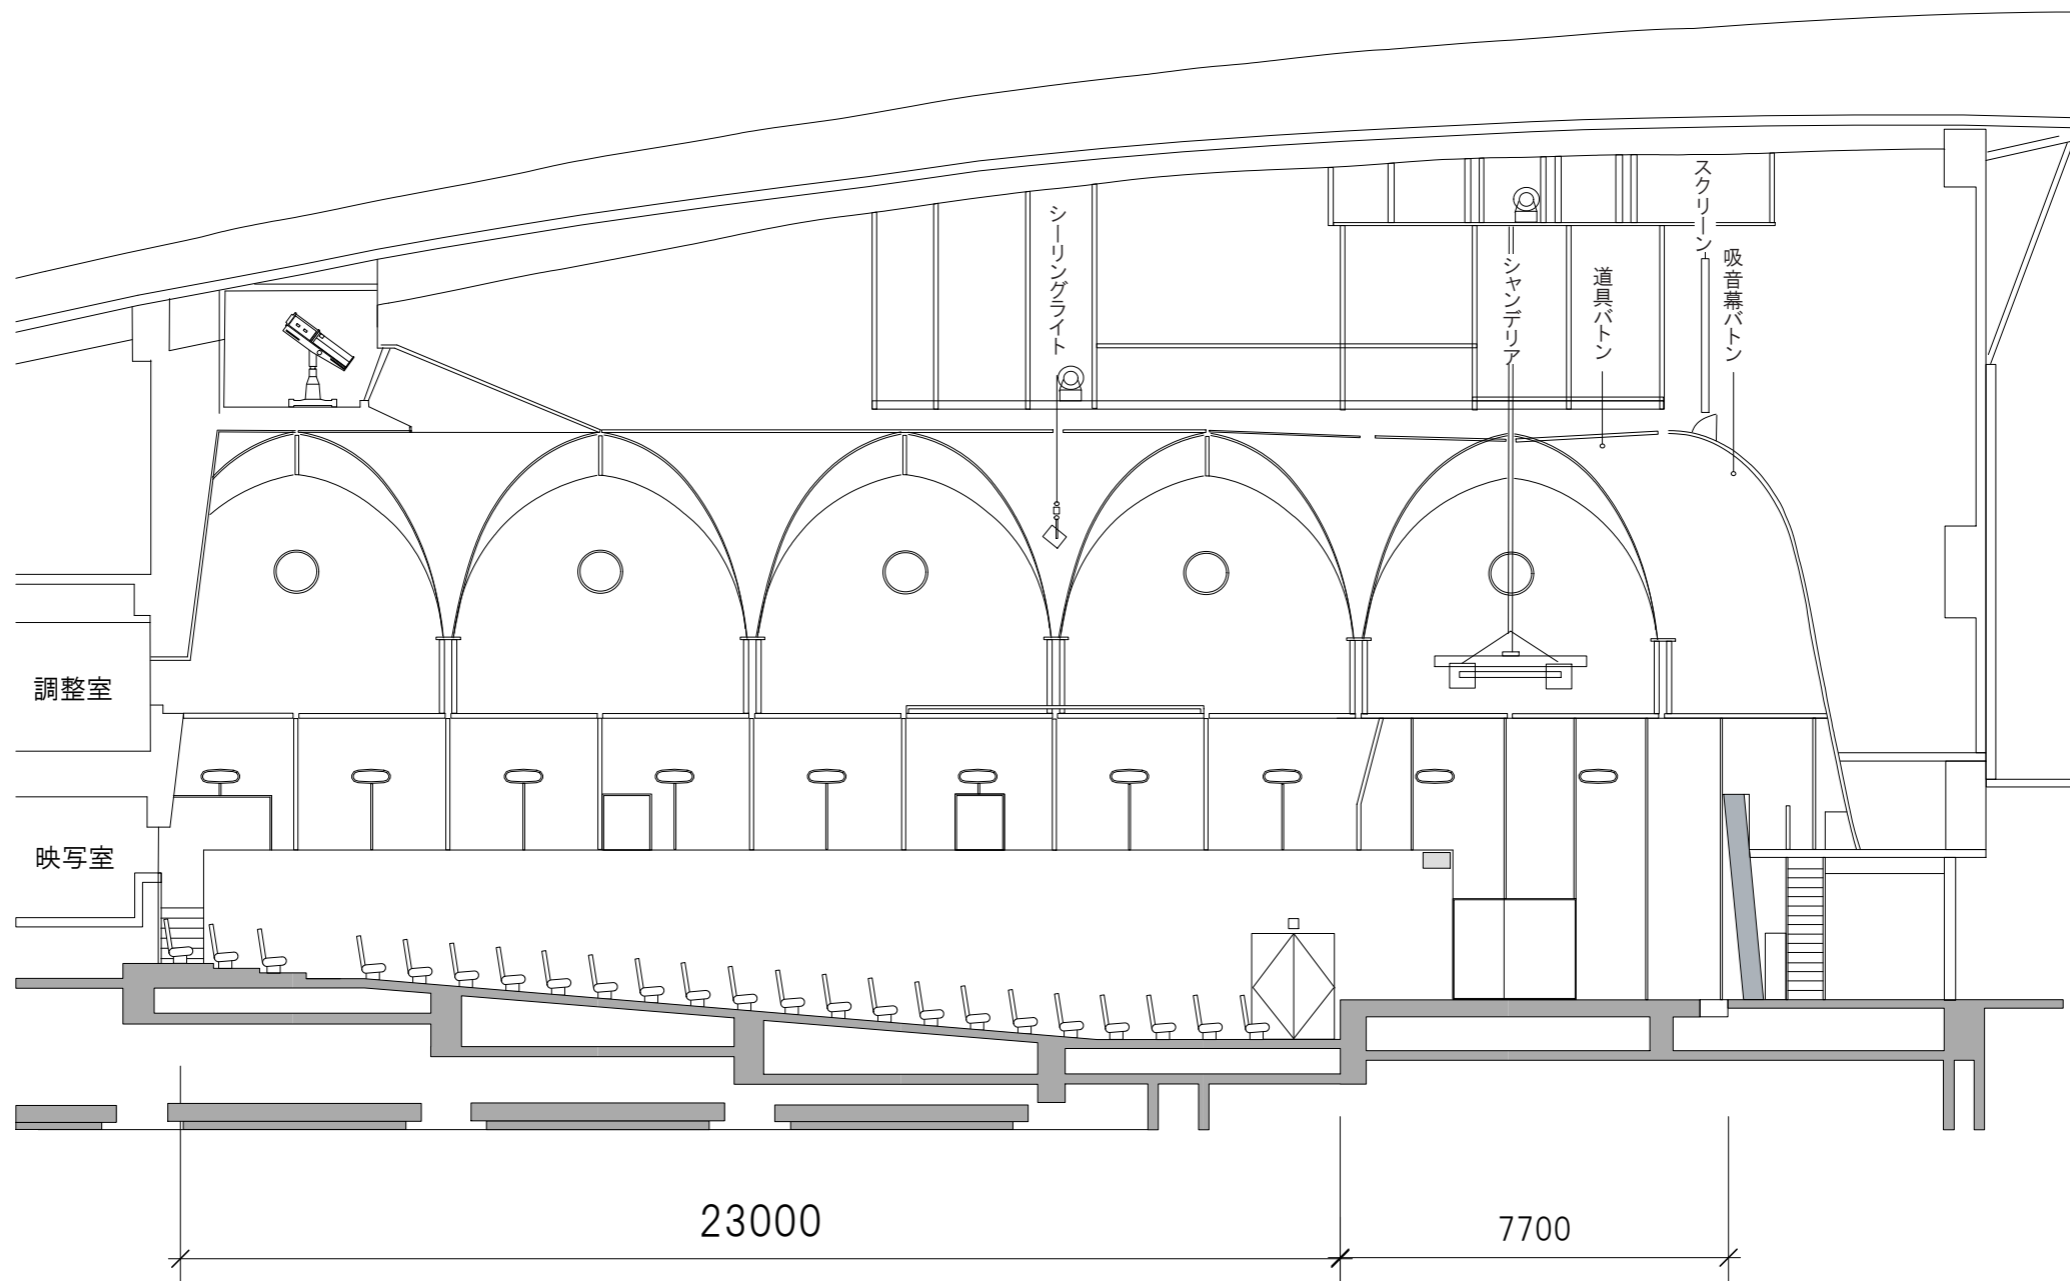 スクリーン
シーリングライト
吸音幕バトン
シャンデリア
道具バトン
調整室
映写室
23000
7700